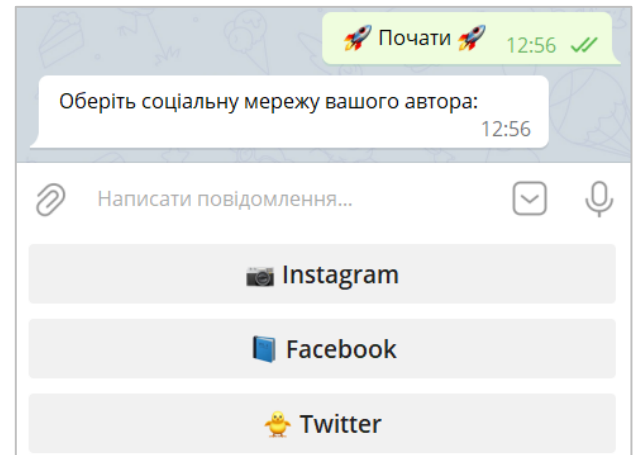 🚀 Почати 🚀 12:56
Оберіть соціальну мережу вашого автора:
12:56
Написати повідомлення...
📷 Instagram
📘 Facebook
🐥 Twitter